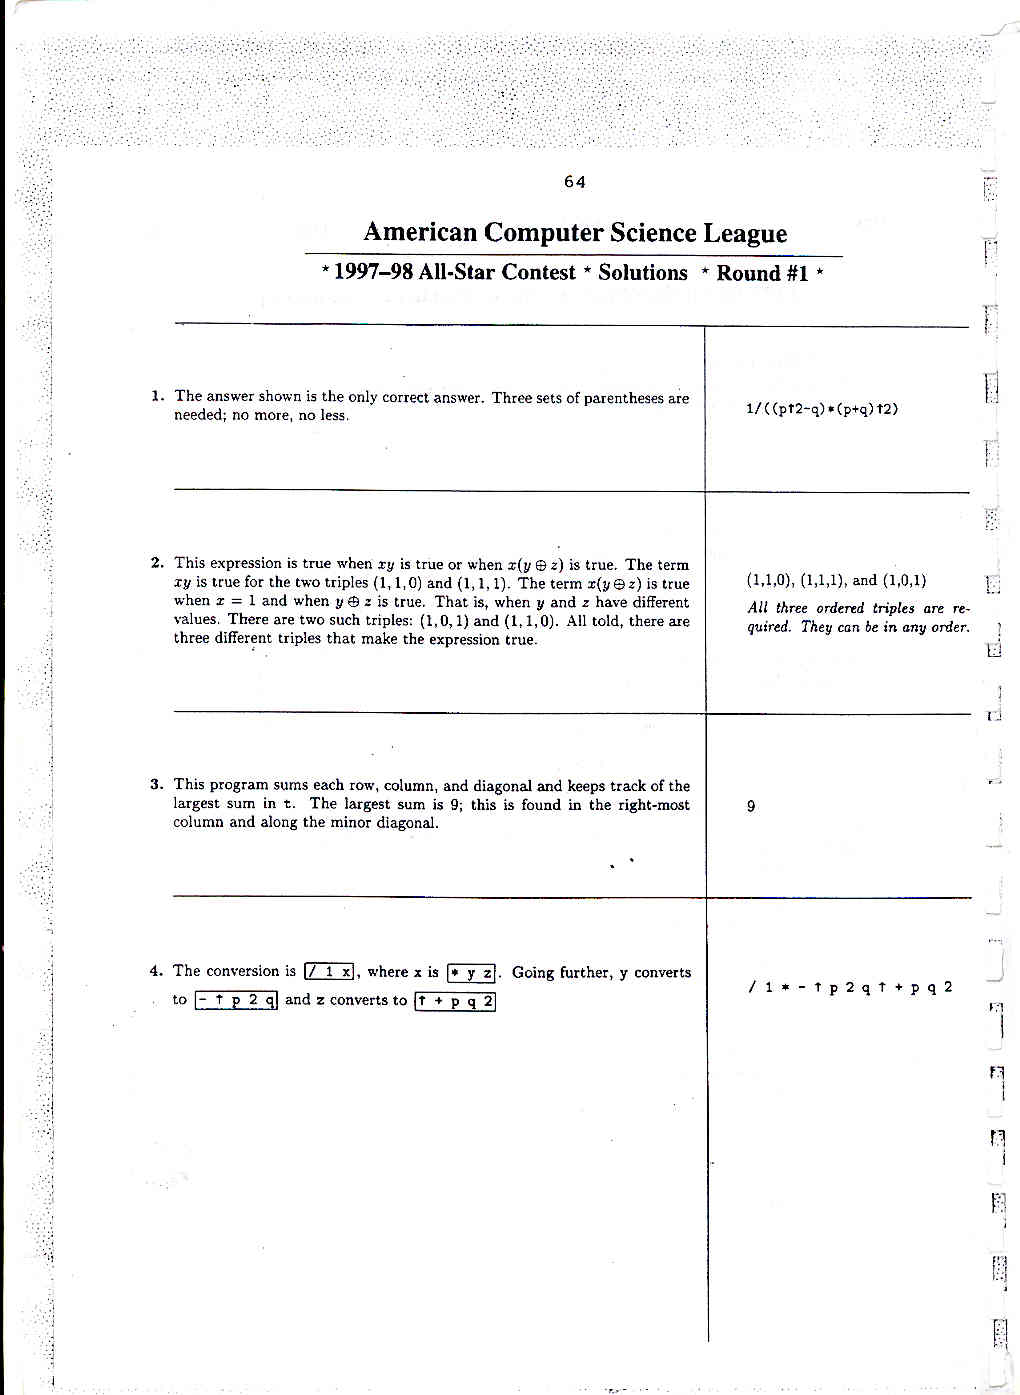 64
American Computer Science League
* 1997–98 All-Star Contest * Solutions * Round #1 *
1. The answer shown is the only correct answer. Three sets of parentheses are
needed; no more, no less.
1/((p↑2-q)*(p+q)↑2)
2. This expression is true when xy is true or when x(y ⊕ z) is true. The term
xy is true for the two triples (1, 1, 0) and (1, 1, 1). The term x(y ⊕ z) is true
when x = 1 and when y ⊕ z is true. That is, when y and z have different
values. There are two such triples: (1, 0, 1) and (1, 1, 0). All told, there are
three different triples that make the expression true.
(1,1,0), (1,1,1), and (1,0,1)
All three ordered triples are re-
quired. They can be in any order.
3. This program sums each row, column, and diagonal and keeps track of the
largest sum in t. The largest sum is 9; this is found in the right-most
column and along the minor diagonal.
9
4. The conversion is / 1 x, where x is * y z. Going further, y converts
to - ↑ p 2 q and z converts to ↑ + p q 2
/ 1 * - ↑ p 2 q ↑ + p q 2